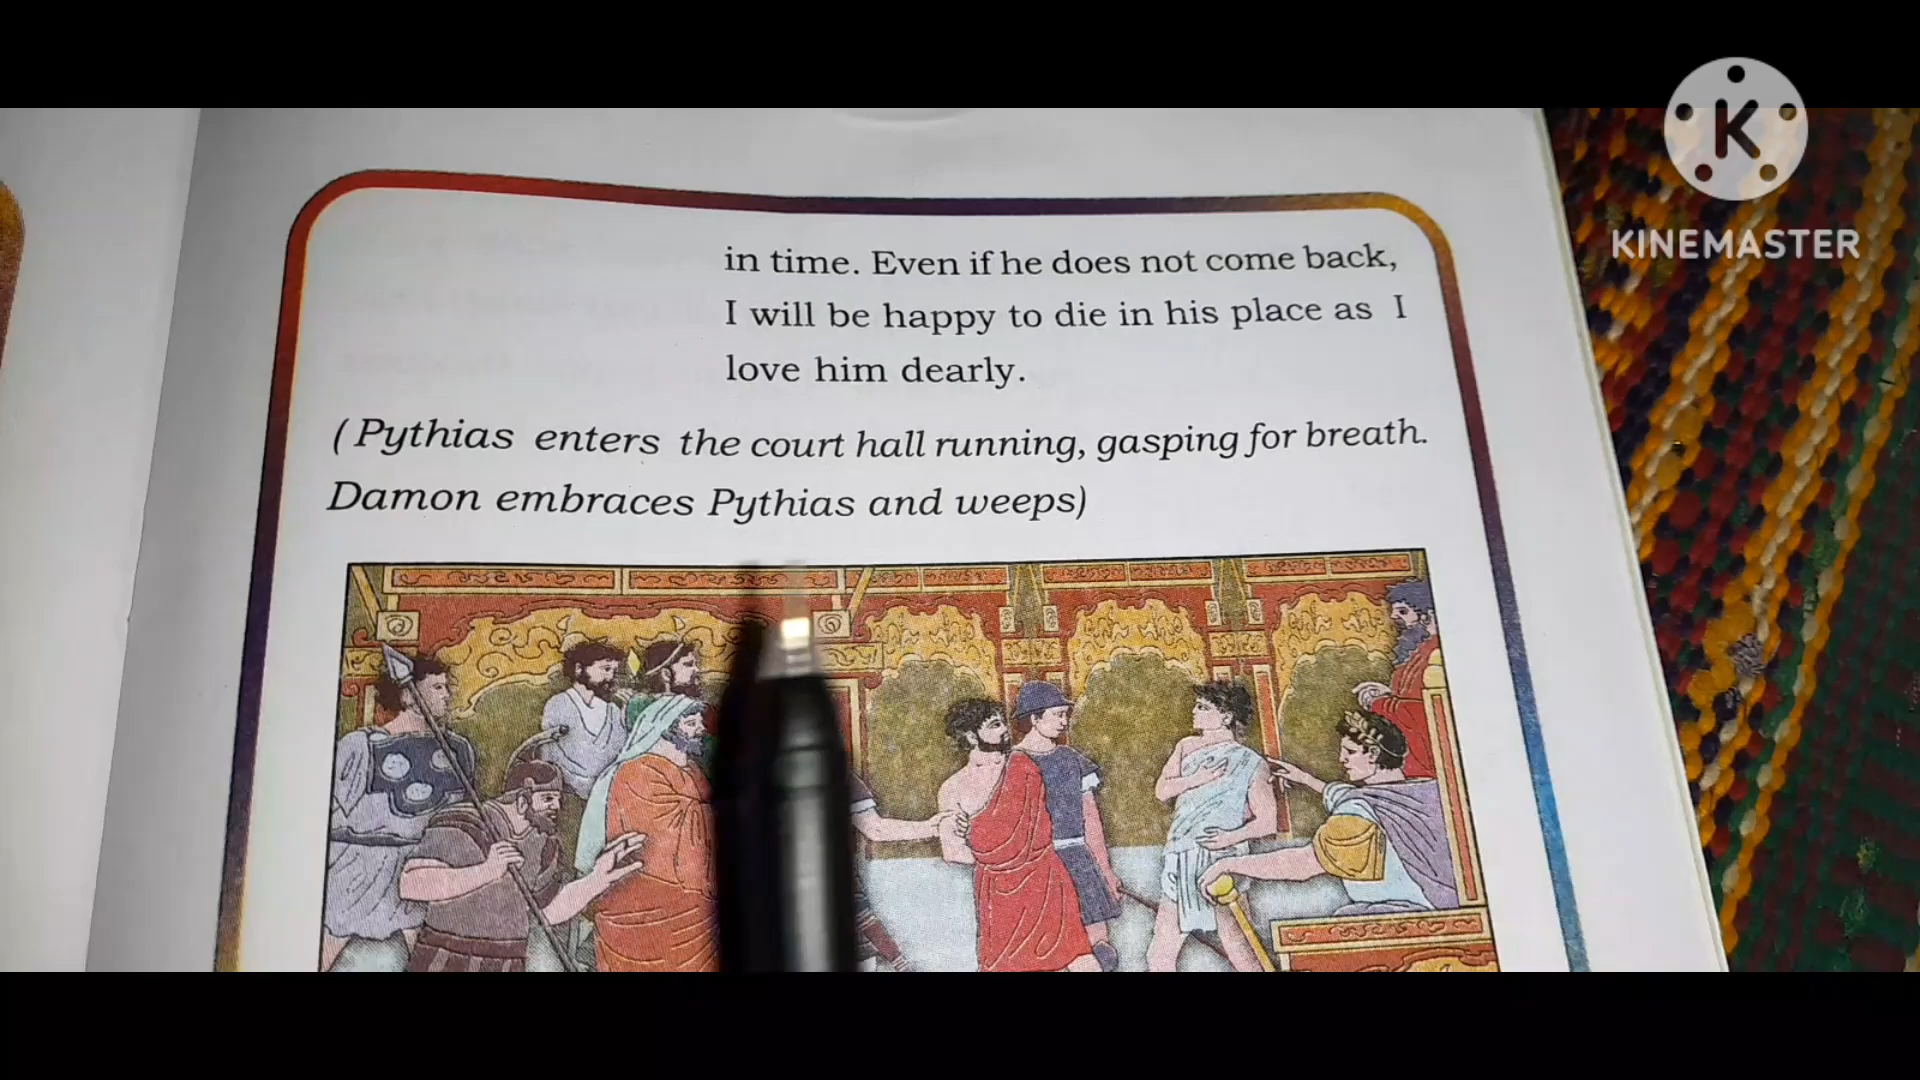 KINEMASTER
in time. Even if he does not come back,
I will be happy to die in his place as I
love him dearly.
(Pythias enters the court hall running, gasping for breath.
Damon embraces Pythias and weeps)